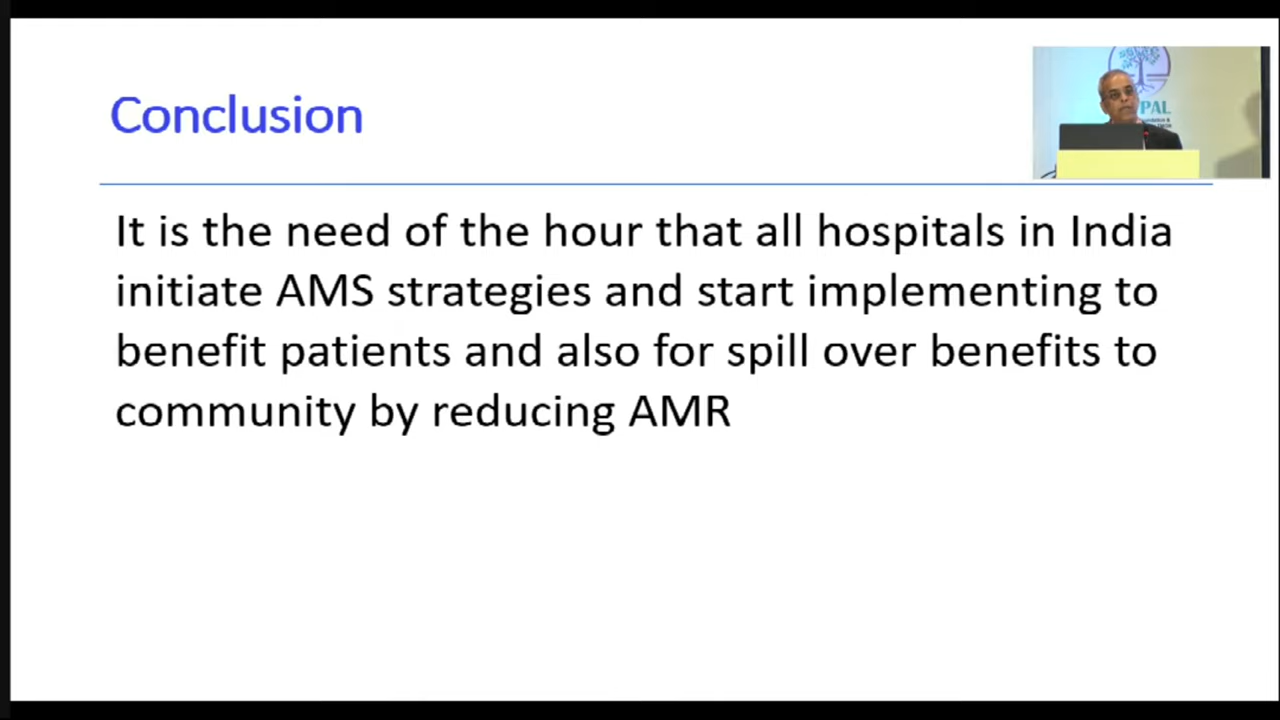 Conclusion
PAL
It is the need of the hour that all hospitals in India
initiate AMS strategies and start implementing to
benefit patients and also for spill over benefits to
community by reducing AMR